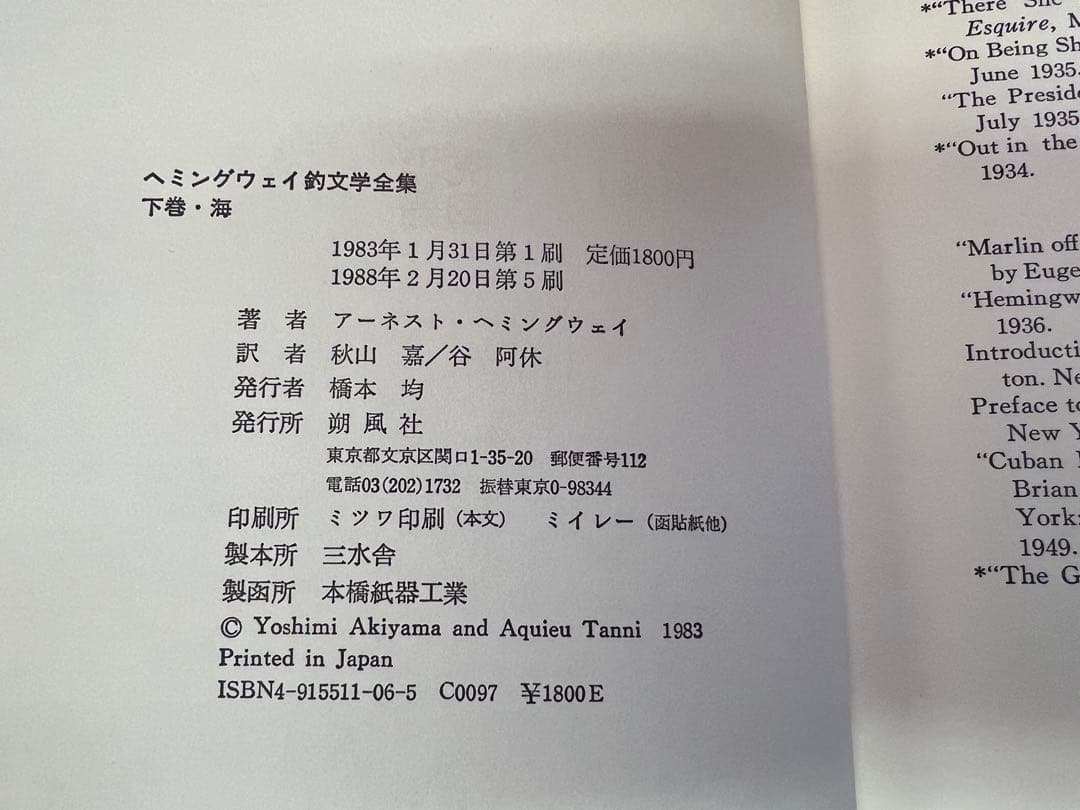 ヘミングウェイ釣文学全集
下巻・海
1983年1月31日第1刷 定価1800円
1988年2月20日第5刷
著者 アーネスト・ヘミングウェイ
訳者 秋山 嘉／谷 阿休
発行者 橋本 均
発行所 朔風社
東京都文京区関口1-35-20 郵便番号112
電話03(202)1732 振替東京0-98344
印刷所 ミツワ印刷(本文) ミイレー(函貼紙他)
製本所 三水舎
製函所 本橋紙器工業
© Yoshimi Akiyama and Aquieu Tanni 1983
Printed in Japan
ISBN4-915511-06-5 C0097 ¥1800E
*“There She
Esquire,
*“On Being
June 1935.
“The
July 1935
*“Out in the
1934.
“Marlin off
by
1936.
ton.
Preface to
New
“Cuban
Brian
York:
1949.
*“The